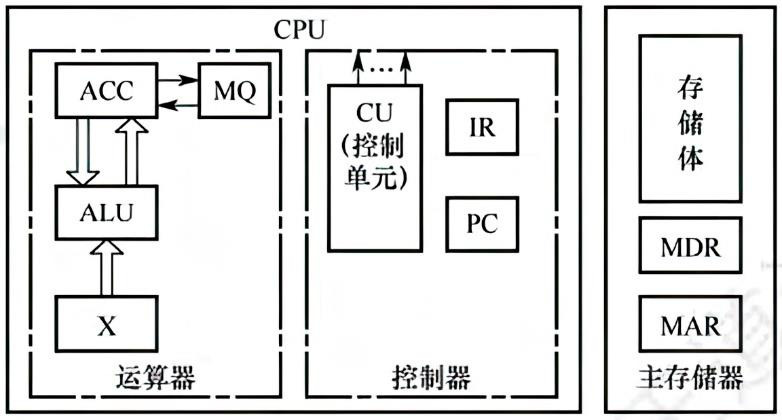 CPU
ACC
MQ
ALU
X
运算器
...
CU
(控制
单元)
IR
PC
控制器
存
储
体
MDR
MAR
主存储器